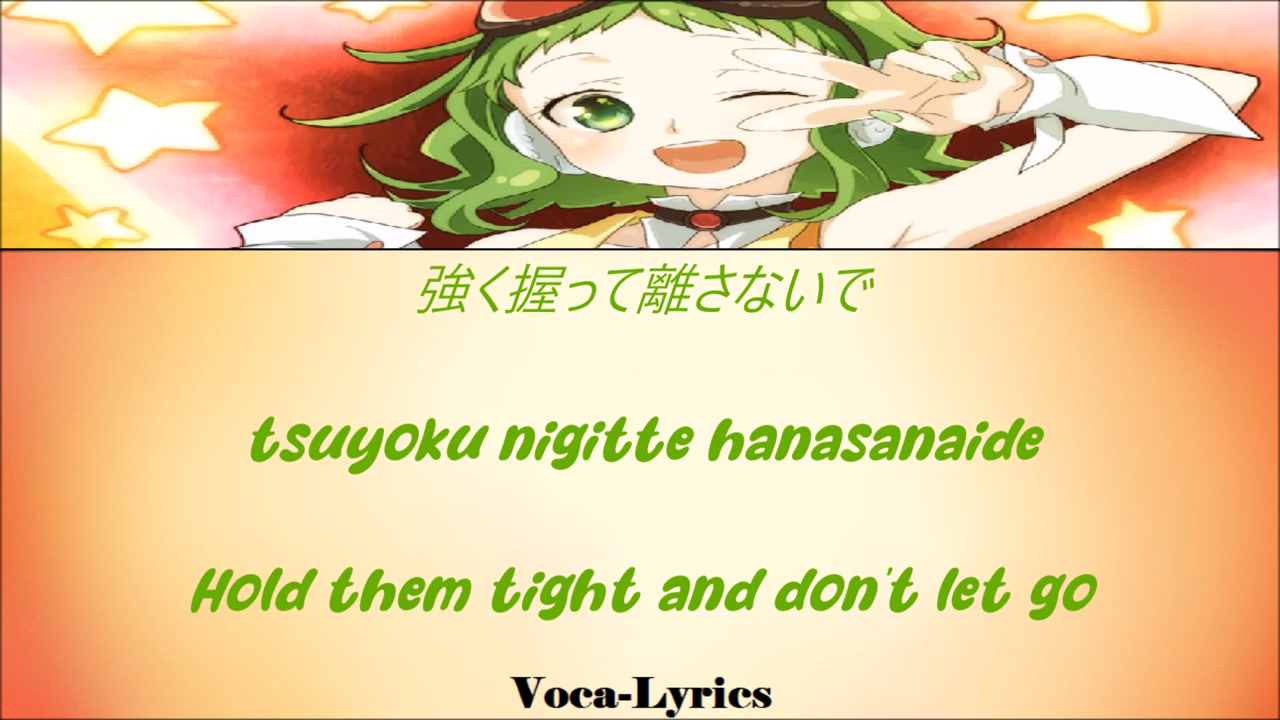 強く握って離さないで
tsuyoku nigitte hanasanaide
Hold them tight and don't let go
Voca-Lyrics